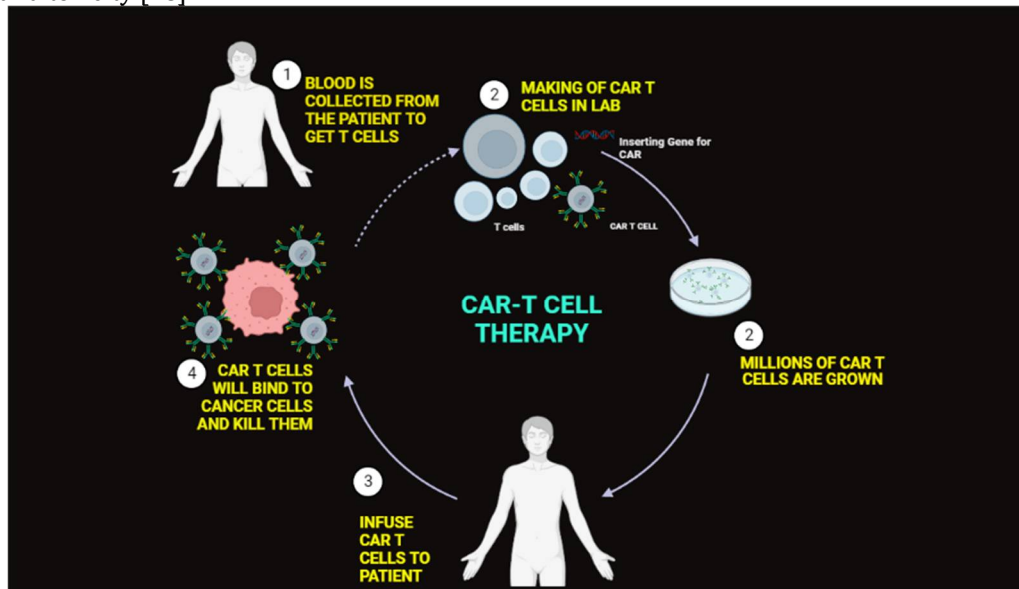 1
BLOOD IS
COLLECTED FROM
THE PATIENT TO
GET T CELLS
2
MAKING OF CAR T
CELLS IN LAB
Inserting Gene for
CAR
T cells
CAR T CELL
CAR-T CELL
THERAPY
2
MILLIONS OF CAR T
CELLS ARE GROWN
3
INFUSE
CAR T
CELLS TO
PATIENT
4
CAR T CELLS
WILL BIND TO
CANCER CELLS
AND KILL THEM